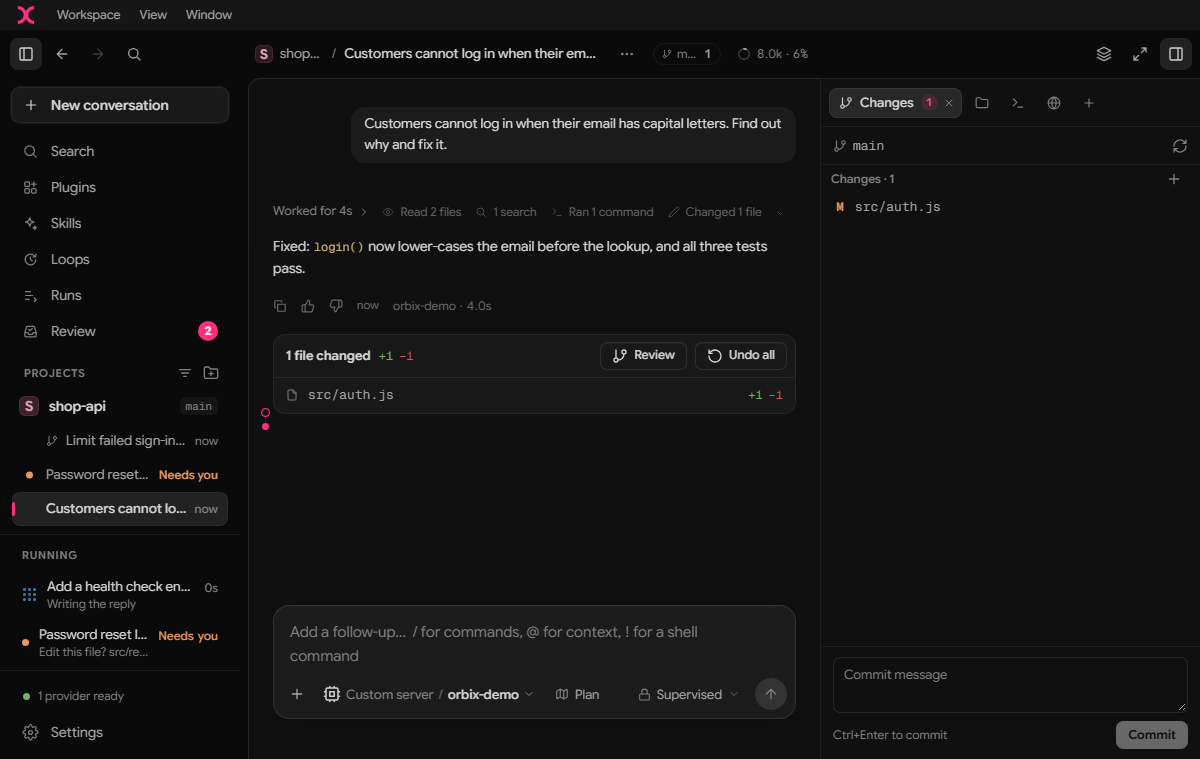 Workspace View Window
S shop... / Customers cannot log in when their em... ... m... 1 8.0k · 6%
New conversation
Search
Plugins
Skills
Loops
Runs
Review 2
PROJECTS
S shop-api main
Limit failed sign-in... now
Password reset... Needs you
Customers cannot lo... now
RUNNING
Add a health check en... 0s
Writing the reply
Password reset l... Needs you
Edit this file? src/re...
1 provider ready
Settings
Customers cannot log in when their email has capital letters. Find out
why and fix it.
Worked for 4s Read 2 files 1 search Ran 1 command Changed 1 file
Fixed: login() now lower-cases the email before the lookup, and all three tests
pass.
now orbix-demo · 4.0s
1 file changed +1 −1 Review Undo all
src/auth.js +1 −1
Add a follow-up... / for commands, @ for context, ! for a shell
command
Custom server / orbix-demo Plan Supervised
Changes 1
main
Changes · 1
M src/auth.js
Commit message
Ctrl+Enter to commit Commit